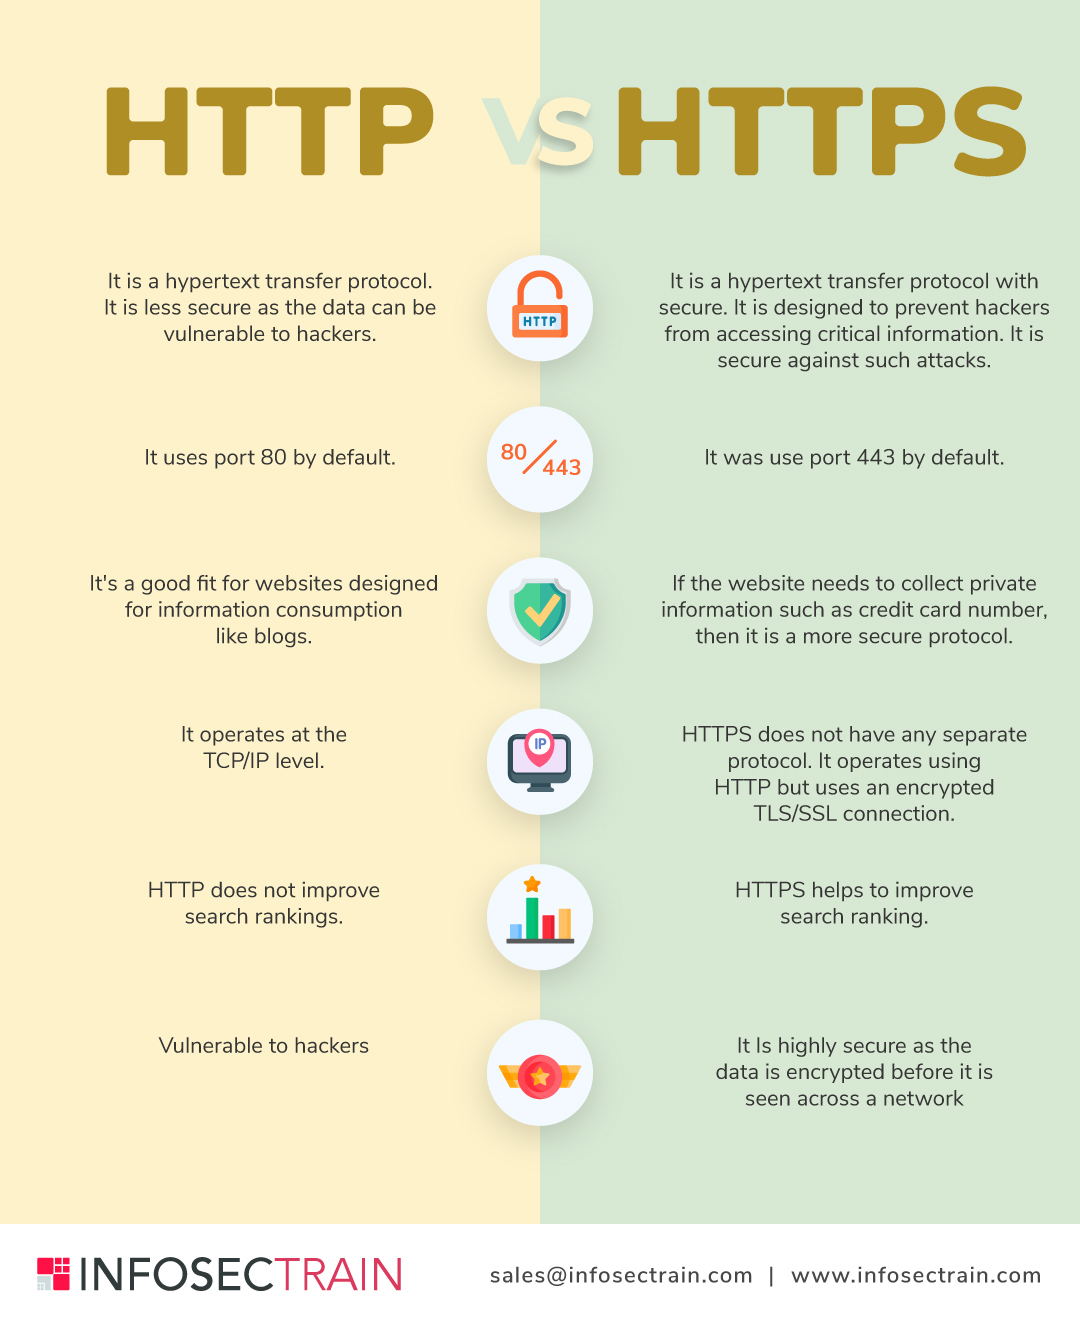 HTTP VS HTTPS
It is a hypertext transfer protocol.
It is less secure as the data can be
vulnerable to hackers.
HTTP
It is a hypertext transfer protocol with
secure. It is designed to prevent hackers
from accessing critical information. It is
secure against such attacks.
It uses port 80 by default.
80/443
It was use port 443 by default.
It's a good fit for websites designed
for information consumption
like blogs.
If the website needs to collect private
information such as credit card number,
then it is a more secure protocol.
It operates at the
TCP/IP level.
IP
HTTPS does not have any separate
protocol. It operates using
HTTP but uses an encrypted
TLS/SSL connection.
HTTP does not improve
search rankings.
HTTPS helps to improve
search ranking.
Vulnerable to hackers
It Is highly secure as the
data is encrypted before it is
seen across a network
INFOSECTRAIN
sales@infosectrain.com | www.infosectrain.com